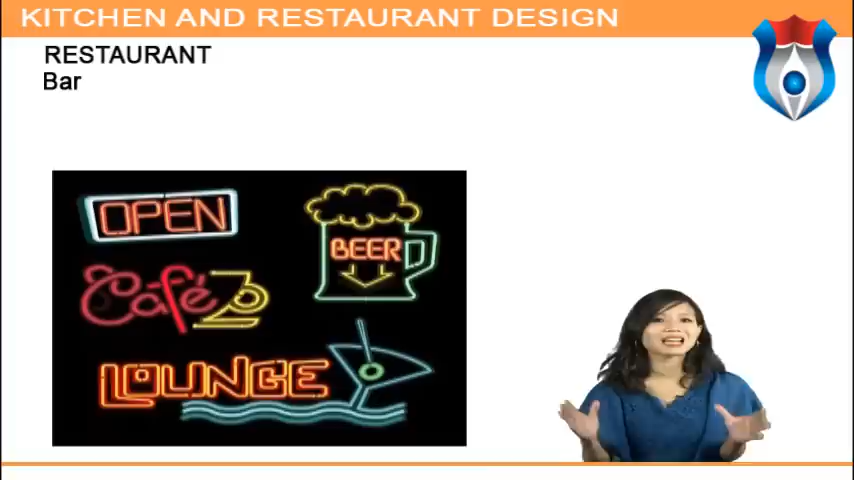 KITCHEN AND RESTAURANT DESIGN
RESTAURANT
Bar
OPEN
BEER
Café
LOUNGE